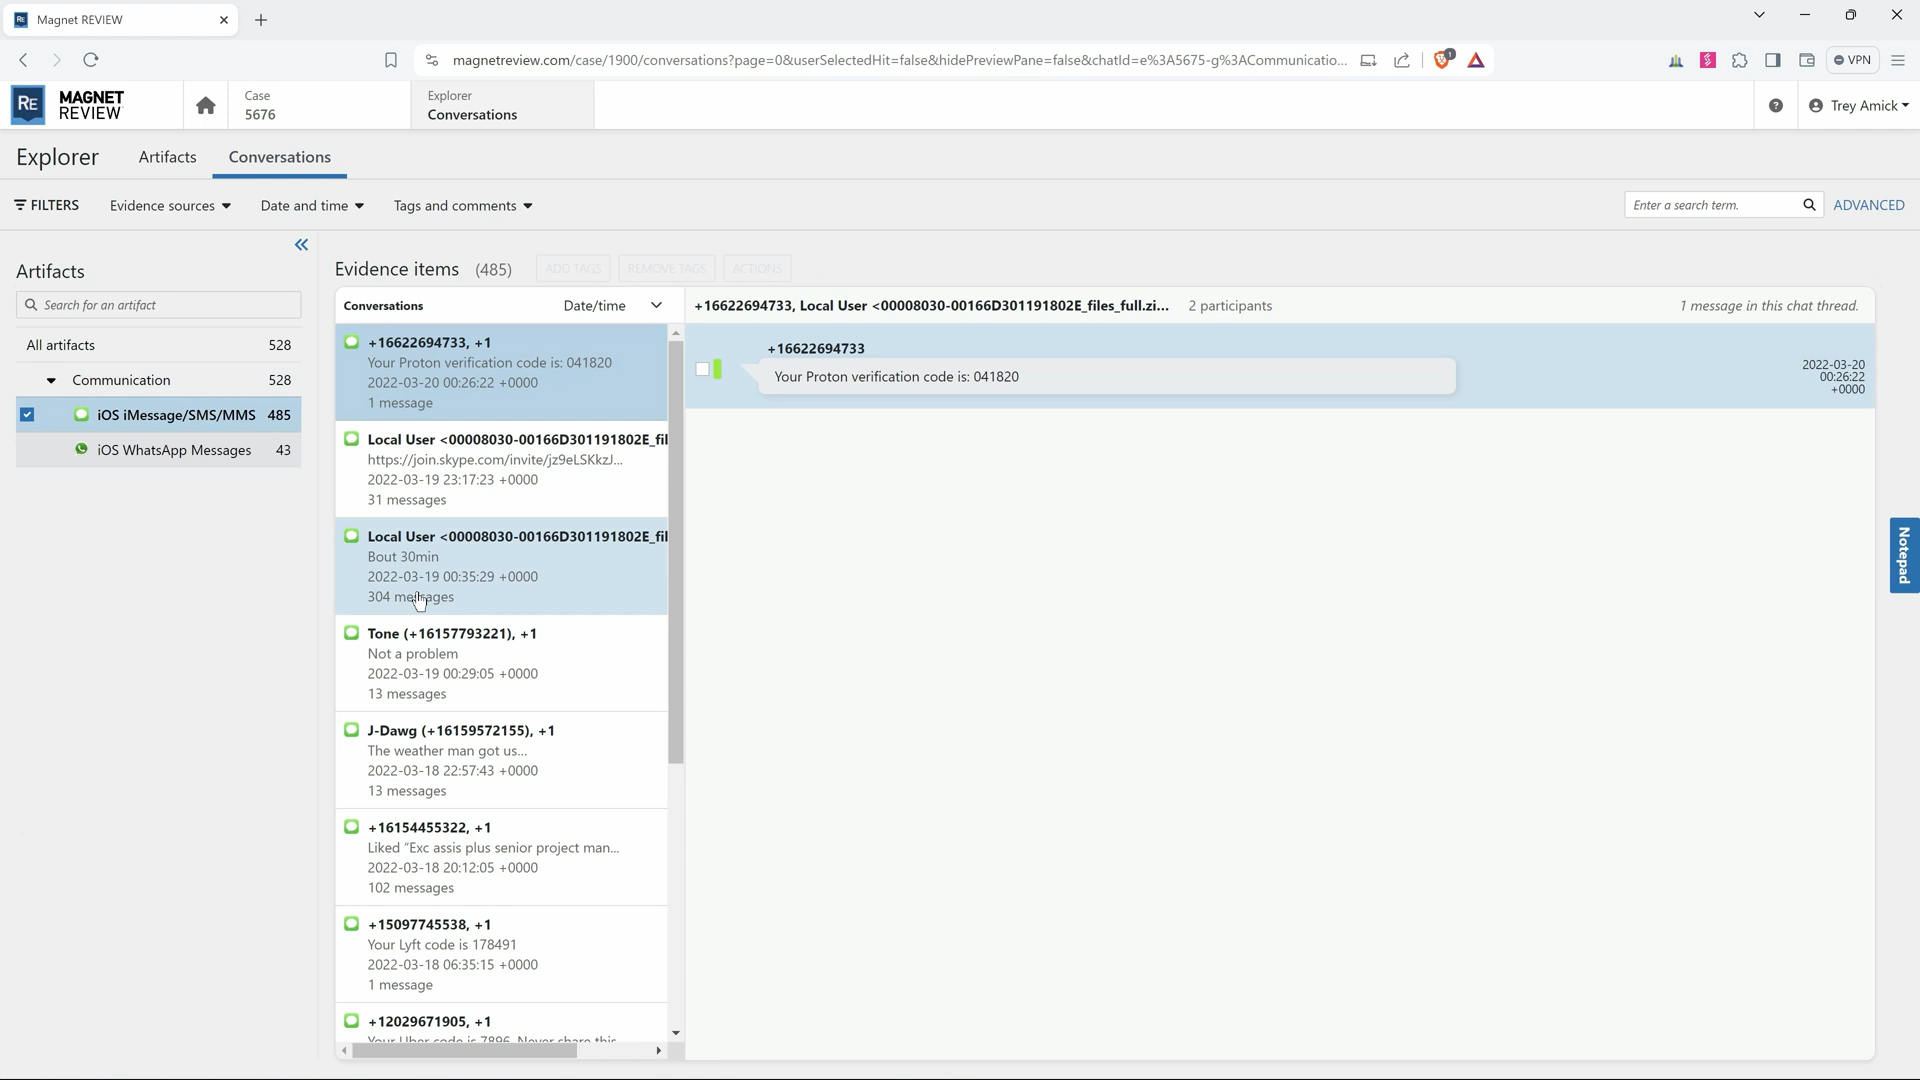 RE Magnet REVIEW
magnetreview.com/case/1900/conversations?page=0&userSelectedHit=false&hidePreviewPane=false&chatId=e%3A5675-g%3ACommunicatio...
1
VPN
RE MAGNET REVIEW
Case
5676
Explorer
Conversations
Trey Amick
Explorer Artifacts Conversations
FILTERS Evidence sources Date and time Tags and comments
Enter a search term. ADVANCED
Artifacts
Search for an artifact
All artifacts 528
Communication 528
iOS iMessage/SMS/MMS 485
iOS WhatsApp Messages 43
Evidence items (485) ADD TAGS REMOVE TAGS ACTIONS
Conversations Date/time
+16622694733, +1
Your Proton verification code is: 041820
2022-03-20 00:26:22 +0000
1 message
Local User <00008030-00166D301191802E_fil
https://join.skype.com/invite/jz9eLSKkzJ...
2022-03-19 23:17:23 +0000
31 messages
Local User <00008030-00166D301191802E_fil
Bout 30min
2022-03-19 00:35:29 +0000
304 messages
Tone (+16157793221), +1
Not a problem
2022-03-19 00:29:05 +0000
13 messages
J-Dawg (+16159572155), +1
The weather man got us...
2022-03-18 22:57:43 +0000
13 messages
+16154455322, +1
Liked “Exc assis plus senior project man...
2022-03-18 20:12:05 +0000
102 messages
+15097745538, +1
Your Lyft code is 178491
2022-03-18 06:35:15 +0000
1 message
+12029671905, +1
Your Uber code is 7896. Never share this
+16622694733, Local User <00008030-00166D301191802E_files_full.zi... 2 participants
1 message in this chat thread.
+16622694733
Your Proton verification code is: 041820
2022-03-20
00:26:22
+0000
Notepad